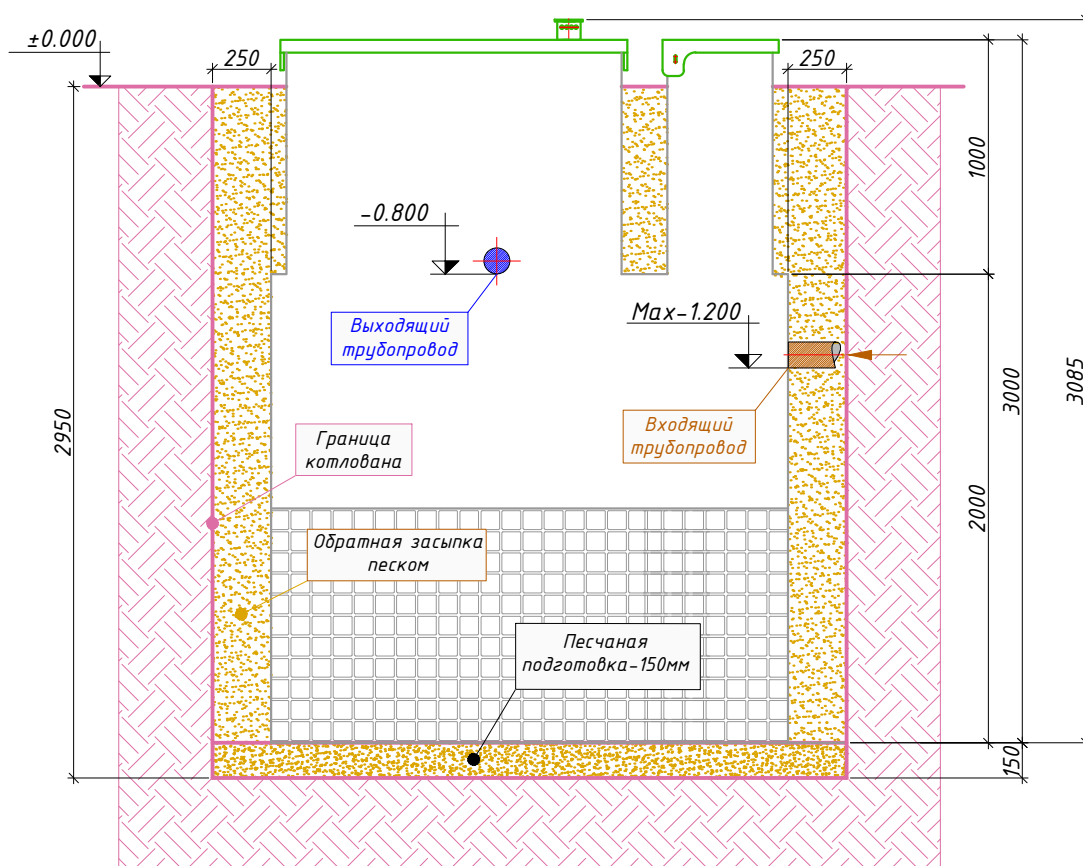 ±0.000
250
250
1000
-0.800
Max-1.200
Выходящий
трубопровод
3085
3000
2950
Входящий
трубопровод
Граница
котлована
2000
Обратная засыпка
песком
Песчаная
подготовка-150мм
150